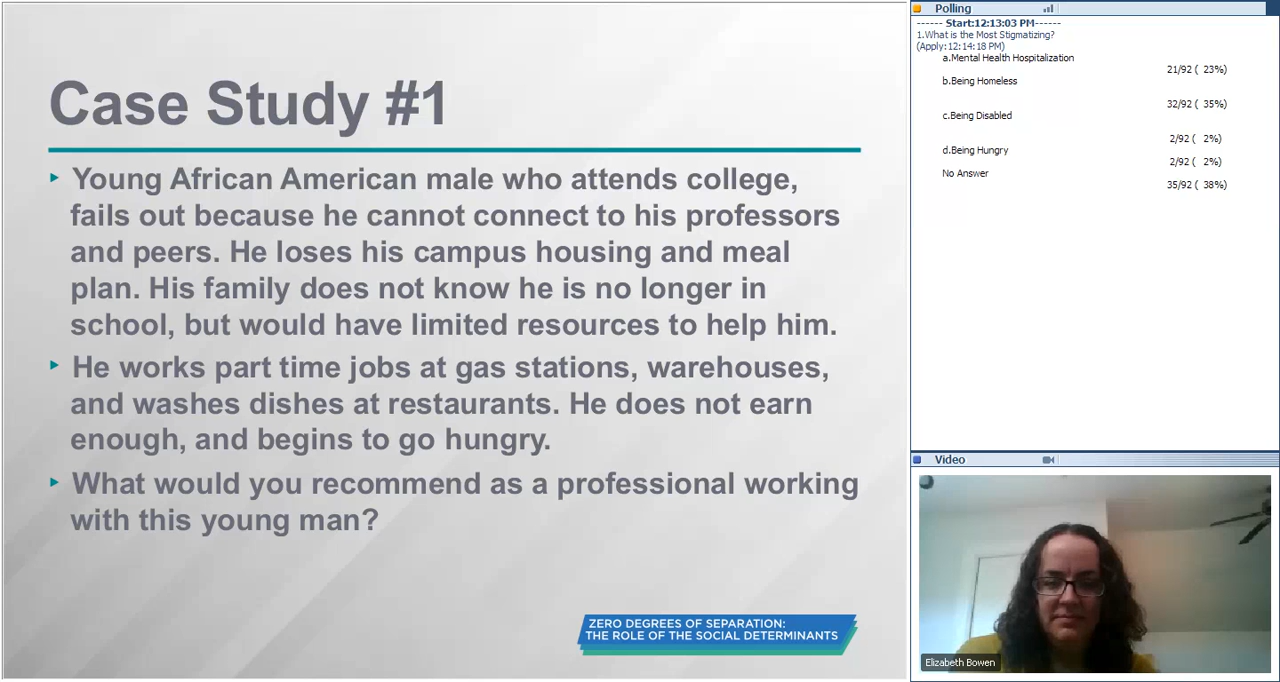 Case Study #1
Young African American male who attends college,
fails out because he cannot connect to his professors
and peers. He loses his campus housing and meal
plan. His family does not know he is no longer in
school, but would have limited resources to help him.
He works part time jobs at gas stations, warehouses,
and washes dishes at restaurants. He does not earn
enough, and begins to go hungry.
What would you recommend as a professional working
with this young man?
ZERO DEGREES OF SEPARATION:
THE ROLE OF THE SOCIAL DETERMINANTS
Polling
------ Start:12:13:03 PM------
1.What is the Most Stigmatizing?
(Apply:12:14:18 PM)
a.Mental Health Hospitalization
21/92 ( 23%)
b.Being Homeless
32/92 ( 35%)
c.Being Disabled
2/92 ( 2%)
d.Being Hungry
2/92 ( 2%)
No Answer
35/92 ( 38%)
Video
Elizabeth Bowen